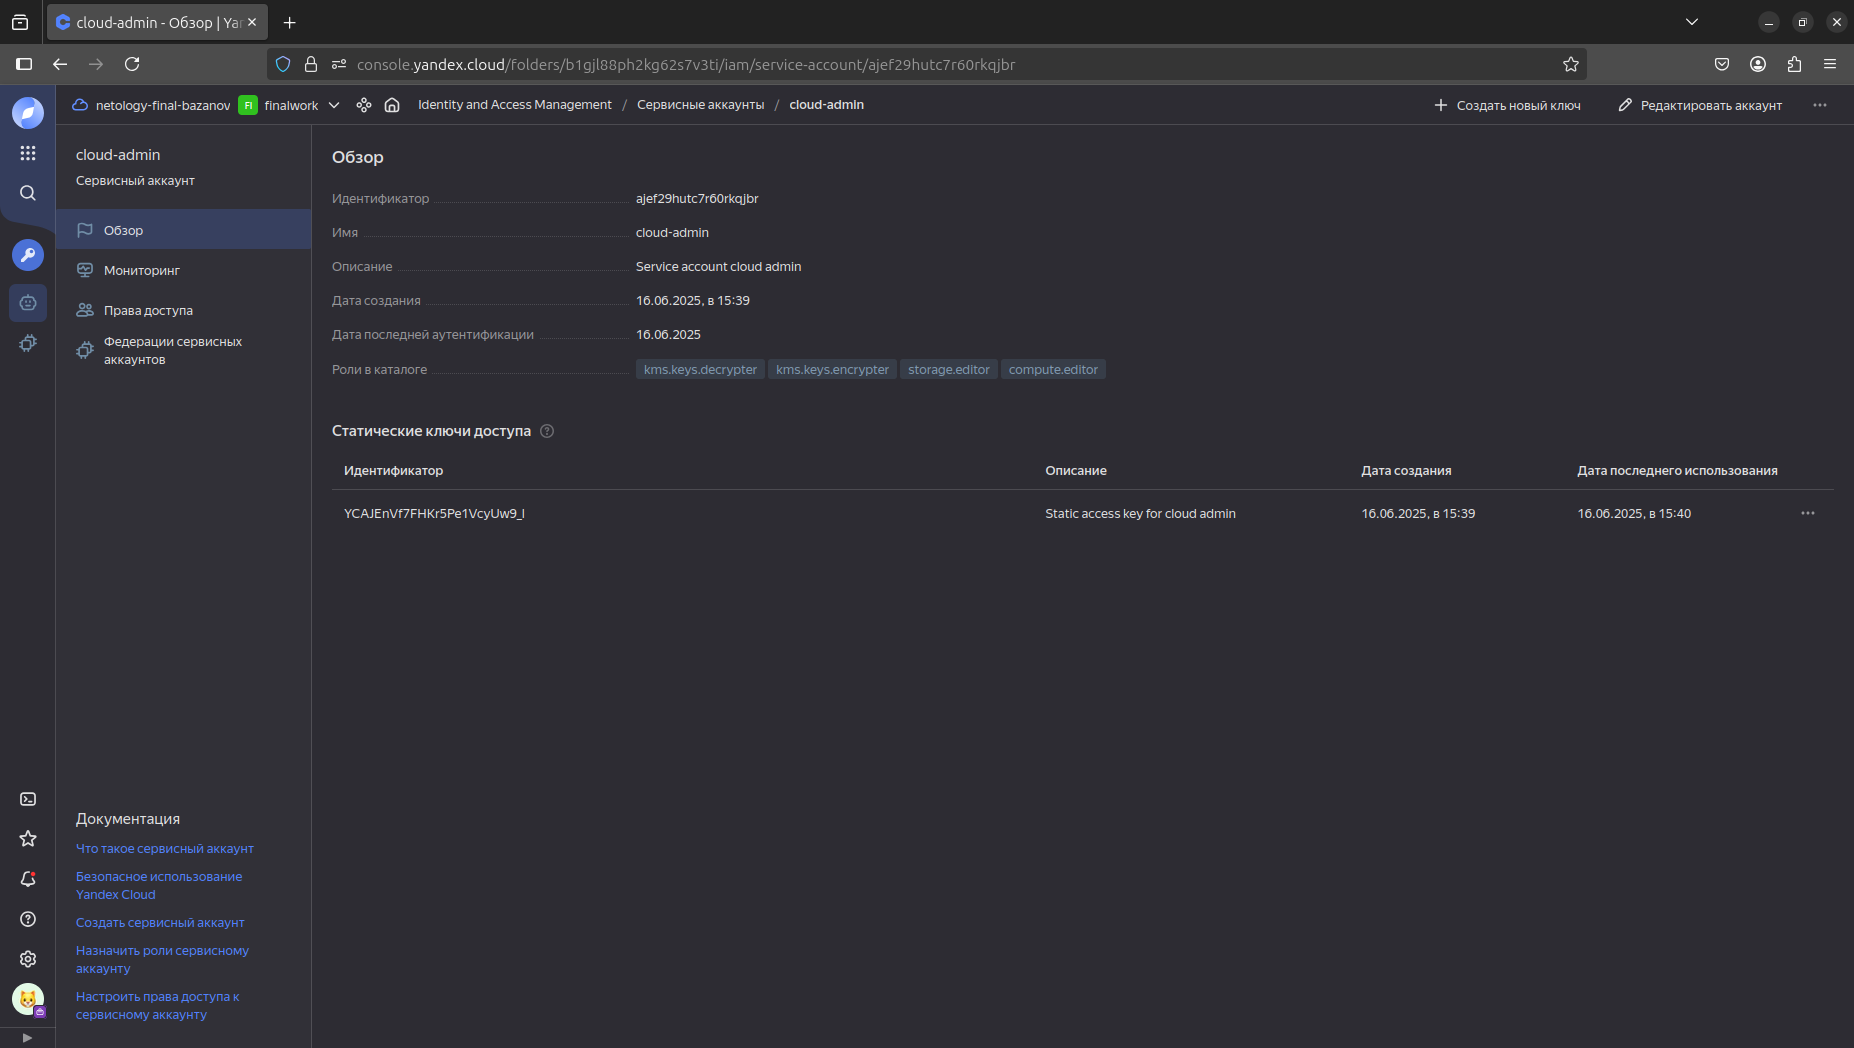 cloud-admin - Обзор | Yan
console.yandex.cloud/folders/b1gjl88ph2kg62s7v3ti/iam/service-account/ajef29hutc7r60rkqjbr
netology-final-bazanov FI finalwork Identity and Access Management / Сервисные аккаунты / cloud-admin Создать новый ключ Редактировать аккаунт
cloud-admin
Сервисный аккаунт
Обзор
Мониторинг
Права доступа
Федерации сервисных
аккаунтов
Документация
Что такое сервисный аккаунт
Безопасное использование
Yandex Cloud
Создать сервисный аккаунт
Назначить роли сервисному
аккаунту
Настроить права доступа к
сервисному аккаунту
Обзор
Идентификатор ajef29hutc7r60rkqjbr
Имя cloud-admin
Описание Service account cloud admin
Дата создания 16.06.2025, в 15:39
Дата последней аутентификации 16.06.2025
Роли в каталоге kms.keys.decrypter kms.keys.encrypter storage.editor compute.editor
Статические ключи доступа
Идентификатор Описание Дата создания Дата последнего использования
YCAJEnVf7FHKr5Pe1VcyUw9_I Static access key for cloud admin 16.06.2025, в 15:39 16.06.2025, в 15:40